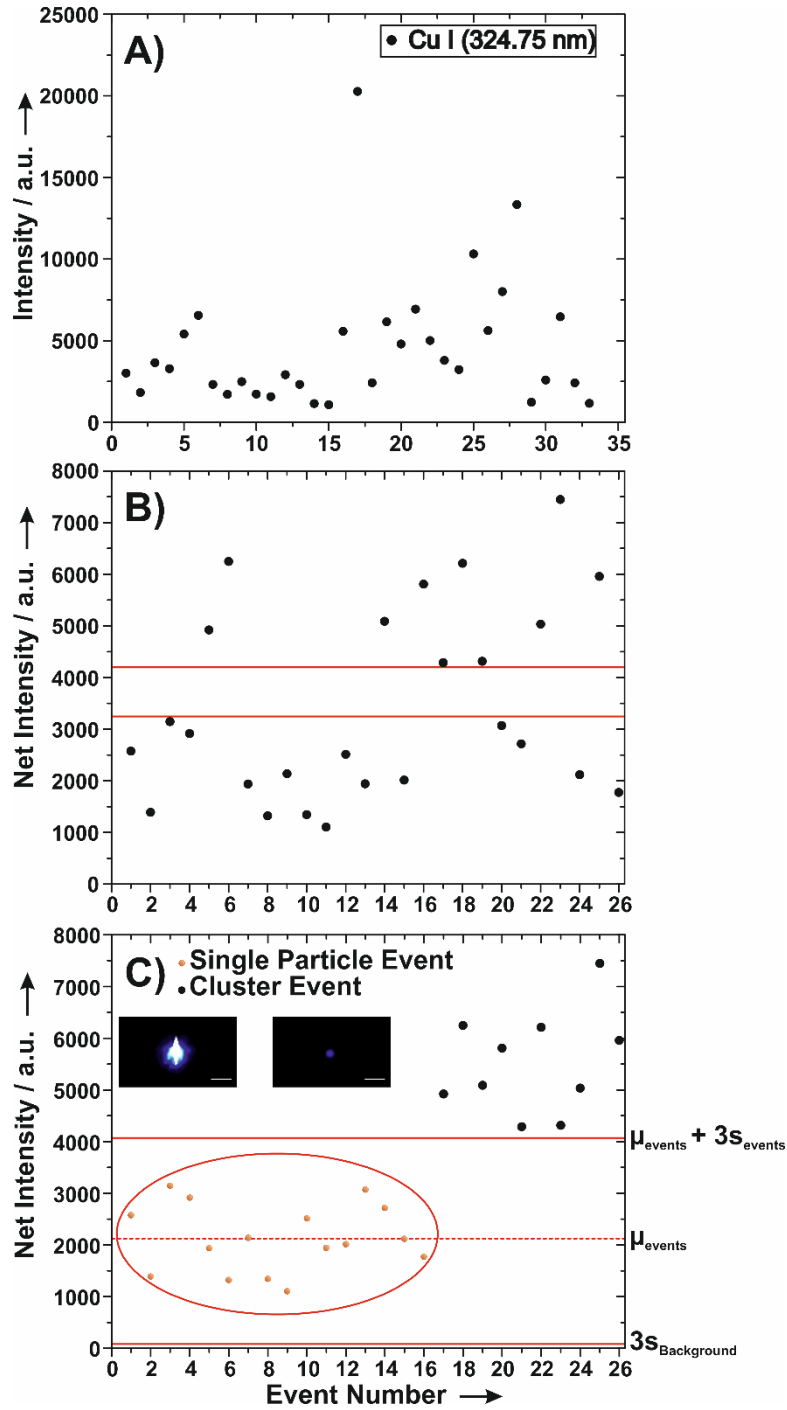 A)
Cu I (324.75 nm)
Intensity / a.u.
25000
20000
15000
10000
5000
0
0 5 10 15 20 25 30 35
B)
Net Intensity / a.u.
8000
7000
6000
5000
4000
3000
2000
1000
0
0 2 4 6 8 10 12 14 16 18 20 22 24 26
C)
Single Particle Event
Cluster Event
Net Intensity / a.u.
8000
7000
6000
5000
4000
3000
2000
1000
0
μevents + 3sevents
μevents
3sBackground
0 2 4 6 8 10 12 14 16 18 20 22 24 26
Event Number